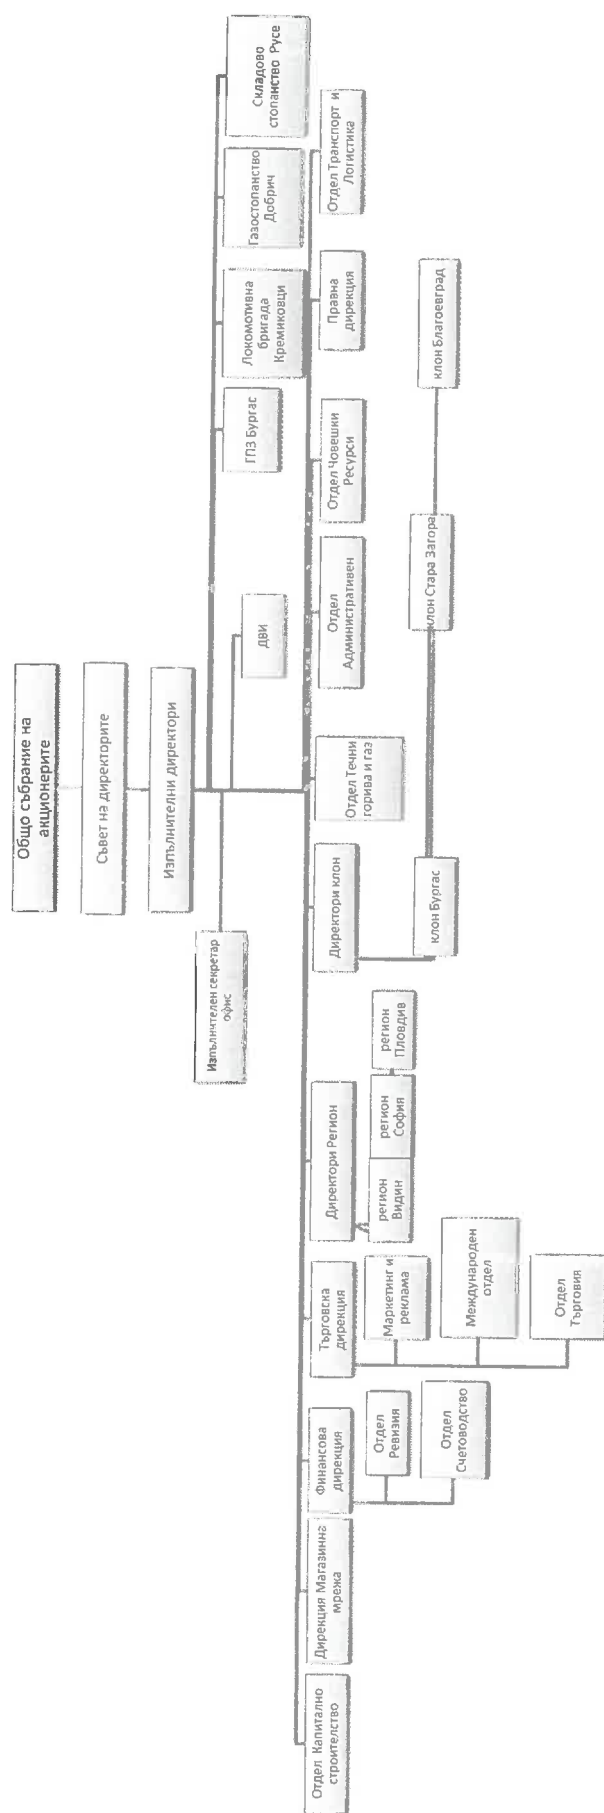 Общо събрание на
акционерите
Съвет на директорите
Изпълнителни директори
Изпълнителен секретар
офис
ДВИ
ГПЗ Бургас
Локомотивна
бригада
Кремиковци
Газостопанство
Добрич
Складово
стопанство Русе
Отдел Капитално
строителство
Дирекция Магазинна
мрежа
Финансова
дирекция
Търговска
дирекция
Директори Регион
Директори клон
Отдел Течни
горива и газ
Отдел
Административен
Отдел Човешки
Ресурси
Правна
дирекция
Отдел Транспорт и
Логистика
Отдел
Ревизия
Отдел
Счетоводство
Маркетинг и
реклама
Международен
отдел
Отдел
Търговия
регион
Видин
регион
София
регион
Пловдив
клон Бургас
клон Стара Загора
клон Благоевград